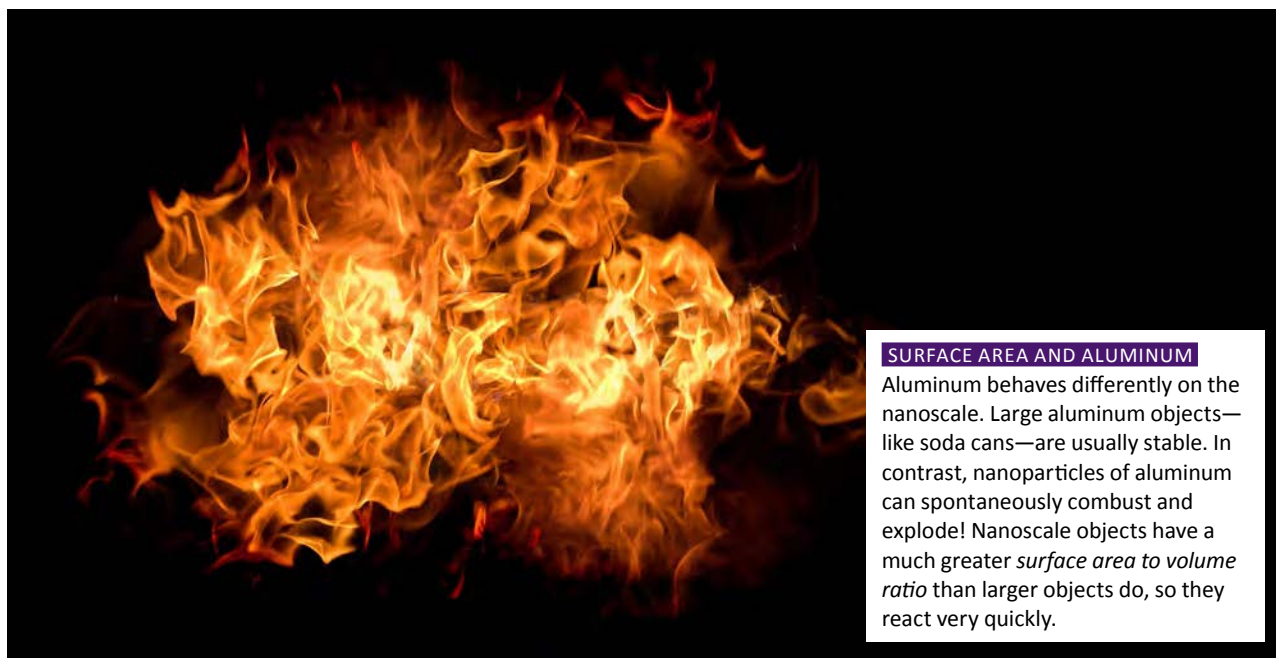 SURFACE AREA AND ALUMINUM
Aluminum behaves differently on the
nanoscale. Large aluminum objects—
like soda cans—are usually stable. In
contrast, nanoparticles of aluminum
can spontaneously combust and
explode! Nanoscale objects have a
much greater surface area to volume
ratio than larger objects do, so they
react very quickly.